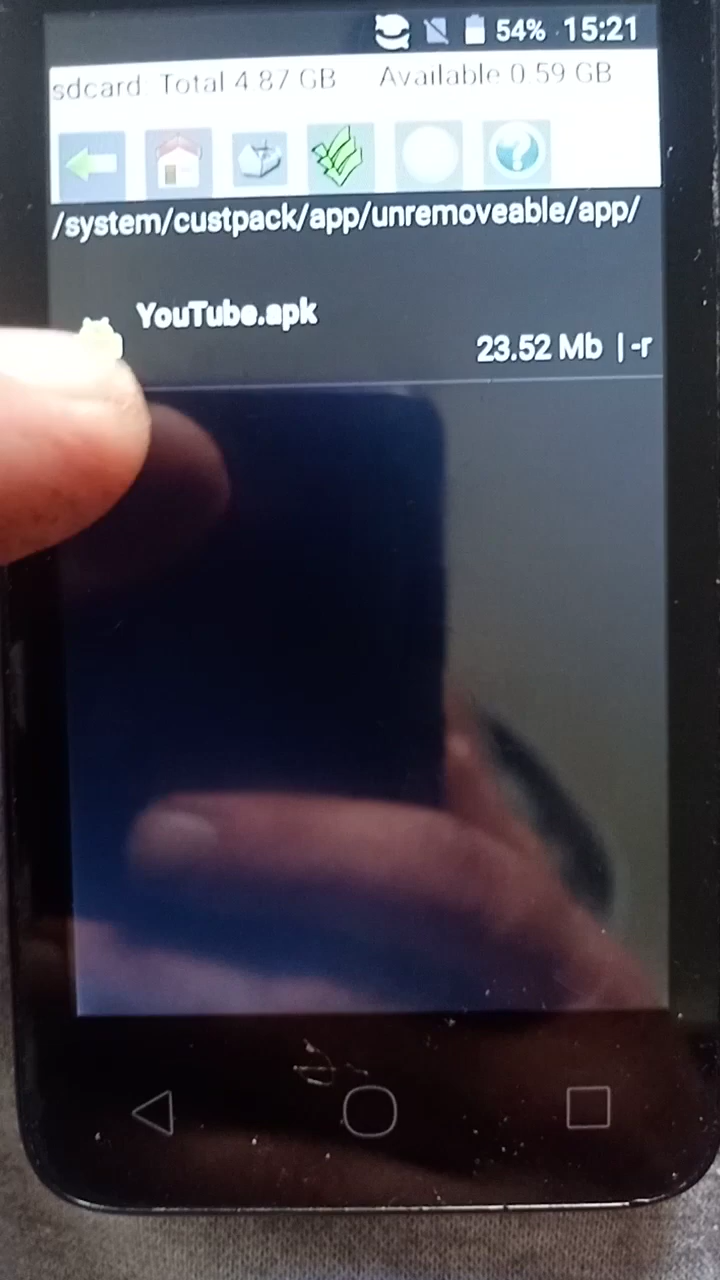 54% 15:21
sdcard Total 4.87 GB Available 0.59 GB
/system/custpack/app/unremoveable/app/
YouTube.apk
23.52 Mb | -r